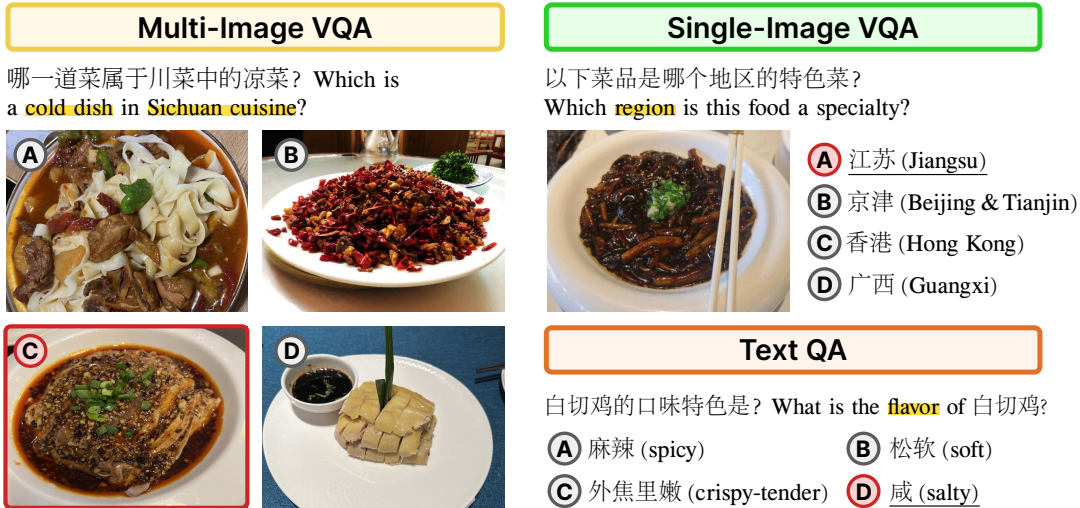 Multi-Image VQA
哪一道菜属于川菜中的凉菜? Which is
a cold dish in Sichuan cuisine?
A
B
C
D
Single-Image VQA
以下菜品是哪个地区的特色菜?
Which region is this food a specialty?
A 江苏 (Jiangsu)
B 京津 (Beijing & Tianjin)
C 香港 (Hong Kong)
D 广西 (Guangxi)
Text QA
白切鸡的口味特色是? What is the flavor of 白切鸡?
A 麻辣 (spicy)
B 松软 (soft)
C 外焦里嫩 (crispy-tender)
D 咸 (salty)